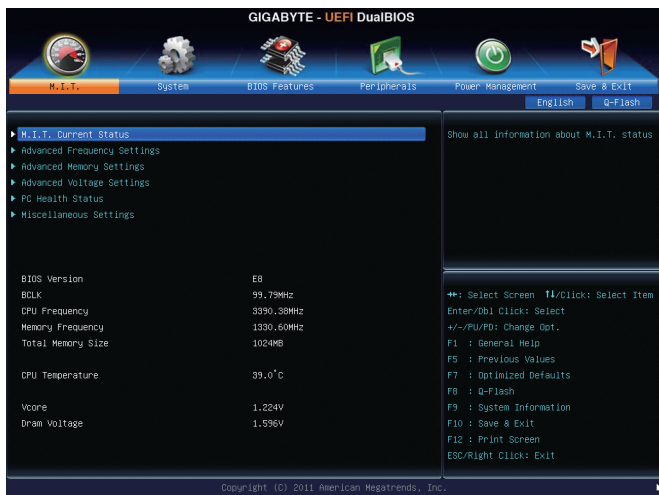 GIGABYTE - UEFI DualBIOS
M.I.T. System BIOS Features Peripherals Power Management Save & Exit
English Q-Flash
M.I.T. Current Status
Advanced Frequency Settings
Advanced Memory Settings
Advanced Voltage Settings
PC Health Status
Miscellaneous Settings
Show all information about M.I.T. status
BIOS Version E8
BCLK 99.79MHz
CPU Frequency 3390.38MHz
Memory Frequency 1330.60MHz
Total Memory Size 1024MB
CPU Temperature 39.0°C
Vcore 1.224V
Dram Voltage 1.596V
→←: Select Screen ↑↓/Click: Select Item
Enter/Dbl Click: Select
+/-/PU/PD: Change Opt.
F1 : General Help
F5 : Previous Values
F7 : Optimized Defaults
F8 : Q-Flash
F9 : System Information
F10 : Save & Exit
F12 : Print Screen
ESC/Right Click: Exit
Copyright (C) 2011 American Megatrends, Inc.